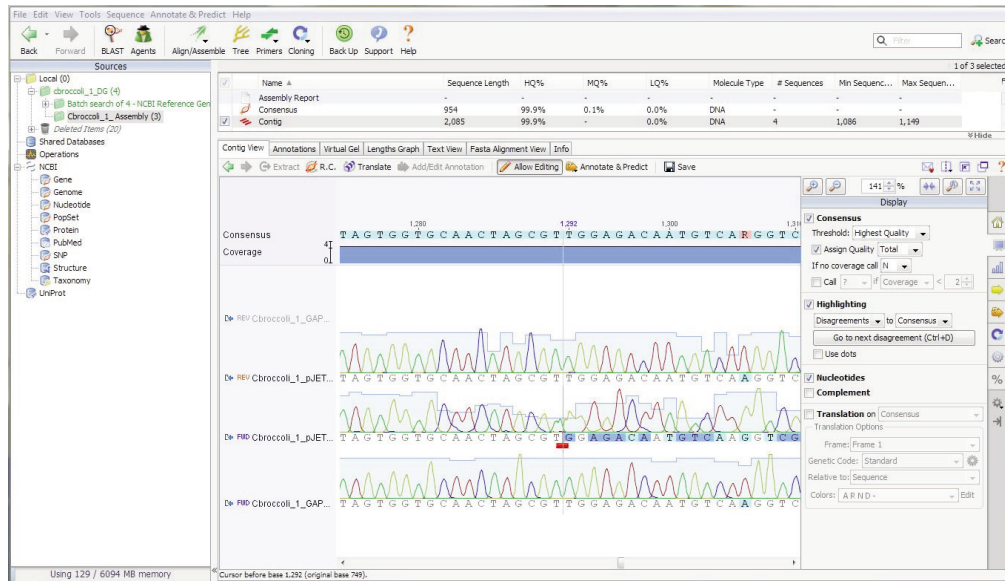 File Edit View Tools Sequence Annotate & Predict Help
Back Forward BLAST Agents Align/Assemble Tree Primers Cloning Back Up Support Help Filter Searc
Sources 1 of 3 selected
Local (0)
cbroccoli_1_DG (4)
Batch search of 4 - NCBI Reference Gen
Cbroccoli_1_Assembly (3)
Deleted Items (20)
Shared Databases
Operations
NCBI
Gene
Genome
Nucleotide
PopSet
Protein
PubMed
SNP
Structure
Taxonomy
UniProt
Name Sequence Length HQ% MQ% LQ% Molecule Type # Sequences Min Sequenc... Max Sequen...
Assembly Report - - - - - - - -
Consensus 954 99.9% 0.1% 0.0% DNA - - -
Contig 2,085 99.9% - 0.0% DNA 4 1,086 1,149
Hide
Contig View Annotations Virtual Gel Lengths Graph Text View Fasta Alignment View Info
Extract R.C. Translate Add/Edit Annotation Allow Editing Annotate & Predict Save
1,280 1,292 1,300 1,31
Consensus T A G T G G T G C A A C T A G C G T T G G A G A C A A T G T C A R G G T C
Coverage 4 0
REV Cbroccoli_1_GAP...
REV Cbroccoli_1_pJET... T A G T G G T G C A A C T A G C G T T G G A G A C A A T G T C A A G G T C
FWD Cbroccoli_1_pJET... T A G T G G T G C A A C T A G C G T G G A G A C A A T G T C A A G G T C G
FWD Cbroccoli_1_GAP... T A G T G G T G C A A C T A G C G T T G G A G A C A A T G T C A A G G T C
141 %
Display
Consensus
Threshold: Highest Quality
Assign Quality Total
If no coverage call N
Call ? if Coverage < 2
Highlighting
Disagreements to Consensus
Go to next disagreement (Ctrl+D)
Use dots
Nucleotides
Complement
Translation on Consensus
Translation Options
Frame: Frame 1
Genetic Code: Standard
Relative to: Sequence
Colors: A R N D - Edit
Using 129 / 6094 MB memory
Cursor before base 1,292 (original base 749).